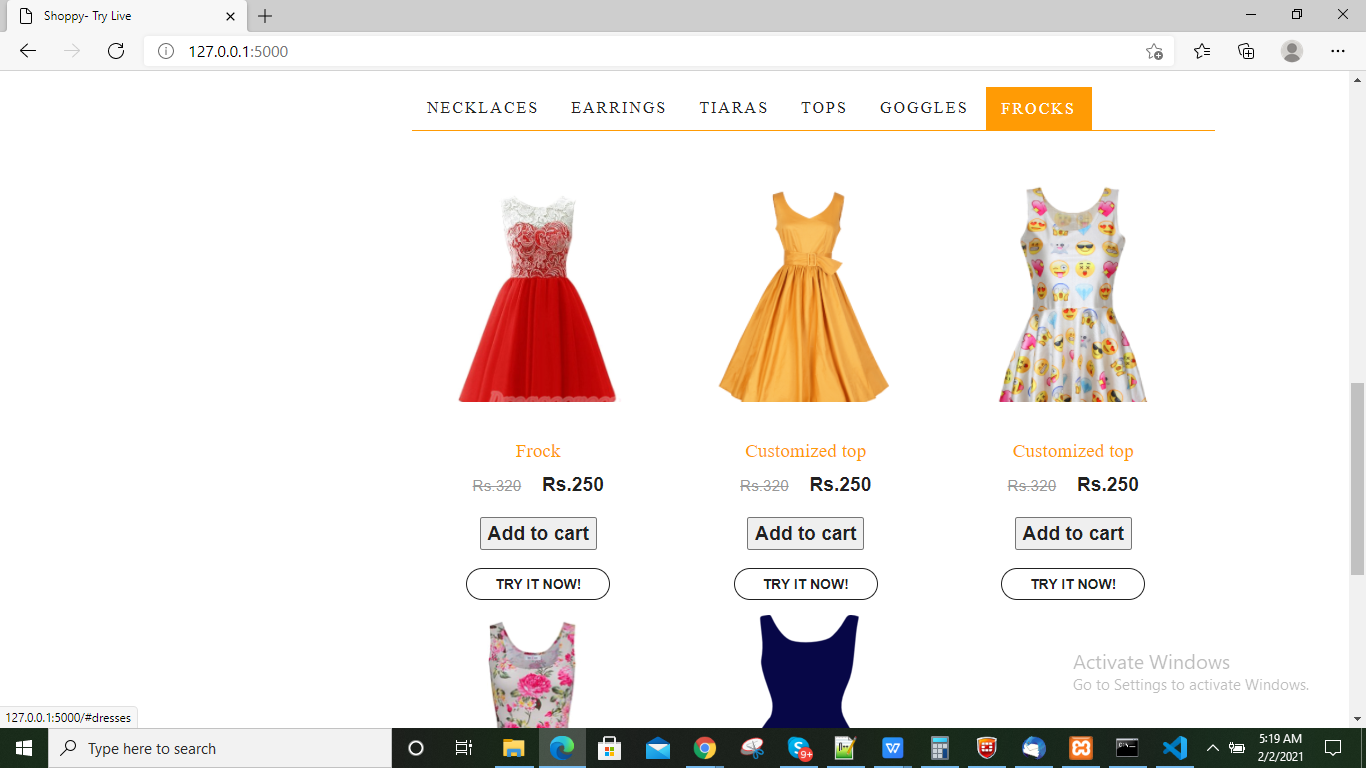 Shoppy- Try Live
127.0.0.1:5000
NECKLACES EARRINGS TIARAS TOPS GOGGLES FROCKS
Frock Customized top Customized top
Rs.320 Rs.250 Rs.320 Rs.250 Rs.320 Rs.250
Add to cart Add to cart Add to cart
TRY IT NOW! TRY IT NOW! TRY IT NOW!
Activate Windows
Go to Settings to activate Windows.
127.0.0.1:5000/#dresses
Type here to search
9+
W
5:19 AM
2/2/2021